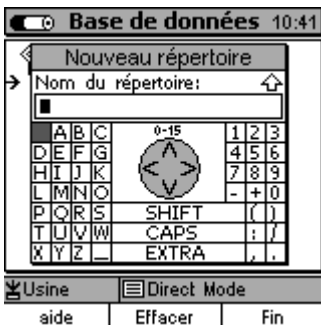 Base de données 10:41
Nouveau répertoire
Nom du répertoire:
A B C 0-15 1 2 3
D E F G 4 5 6
H I J K 7 8 9
L M N O - + 0
P Q R S SHIFT ( )
T U V W CAPS : /
X Y Z _ EXTRA , .
Usine Direct Mode
aide Effacer Fin